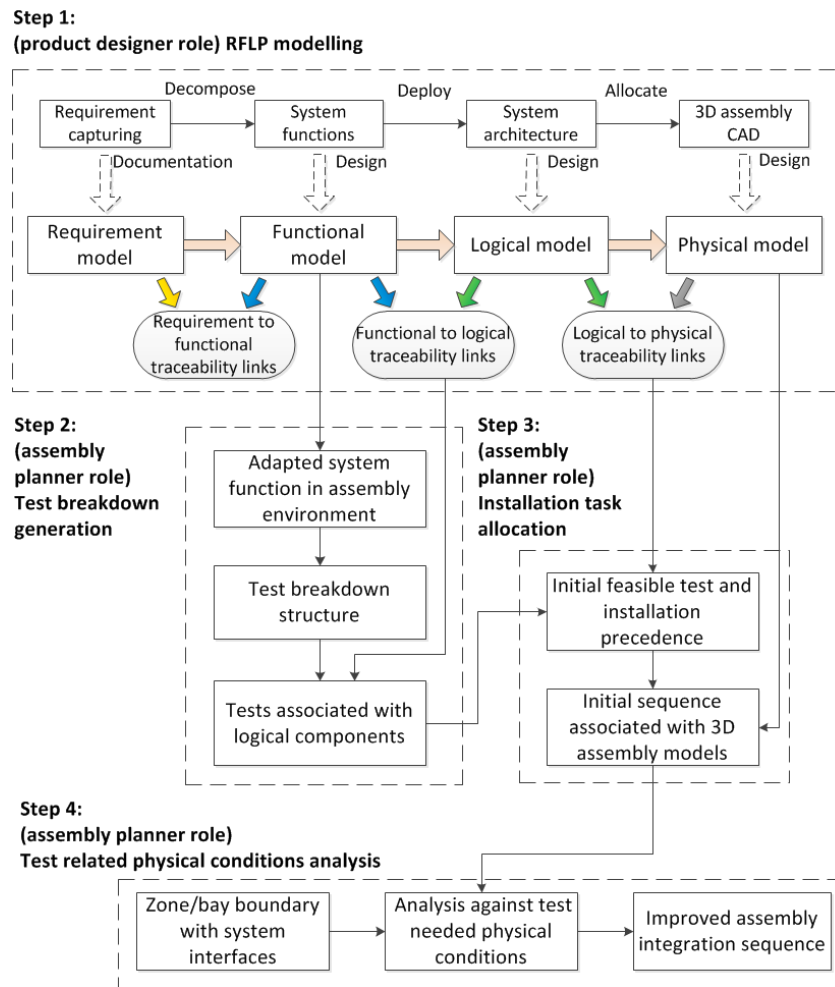 Step 1:
(product designer role) RFLP modelling
Decompose
Deploy
Allocate
Requirement
capturing
System
functions
System
architecture
3D assembly
CAD
Documentation
Design
Design
Design
Requirement
model
Functional
model
Logical model
Physical model
Requirement to
functional
traceability links
Functional to logical
traceability links
Logical to physical
traceability links
Step 2:
(assembly
planner role)
Test breakdown
generation
Adapted system
function in assembly
environment
Test breakdown
structure
Tests associated with
logical components
Step 3:
(assembly
planner role)
Installation task
allocation
Initial feasible test and
installation
precedence
Initial sequence
associated with 3D
assembly models
Step 4:
(assembly planner role)
Test related physical conditions analysis
Zone/bay boundary
with system
interfaces
Analysis against test
needed physical
conditions
Improved assembly
integration sequence